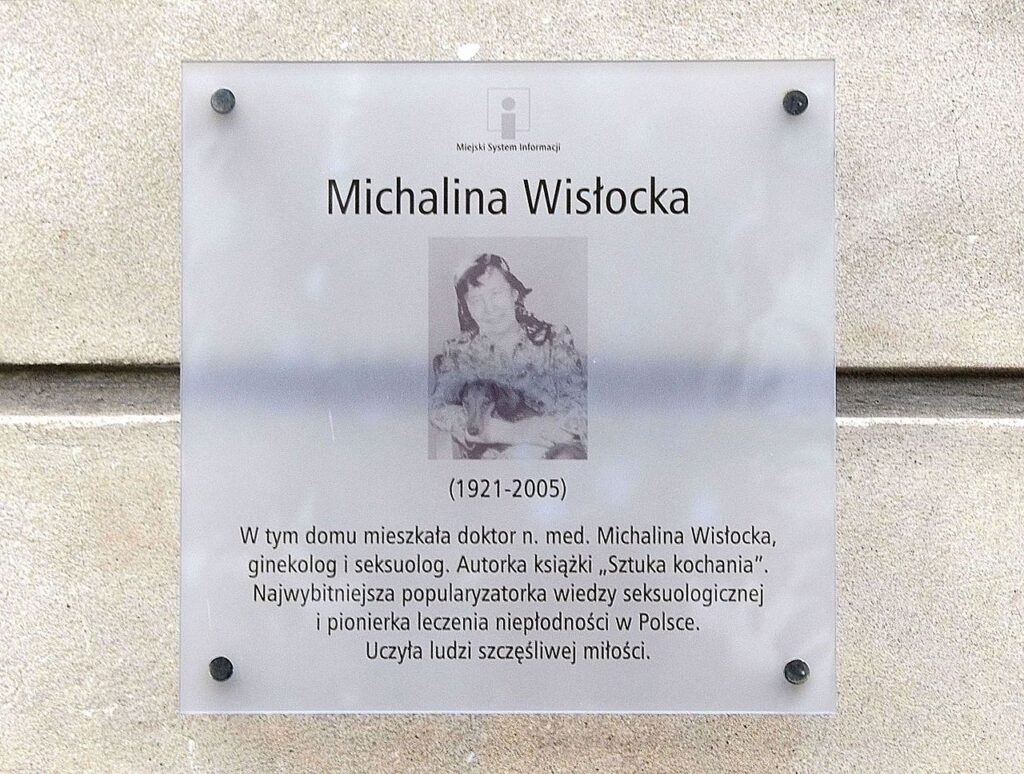 Miejski System Informacji
Michalina Wisłocka
(1921-2005)
W tym domu mieszkała doktor n. med. Michalina Wisłocka,
ginekolog i seksuolog. Autorka książki „Sztuka kochania”.
Najwybitniejsza popularyzatorka wiedzy seksuologicznej
i pionierka leczenia niepłodności w Polsce.
Uczyła ludzi szczęśliwej miłości.